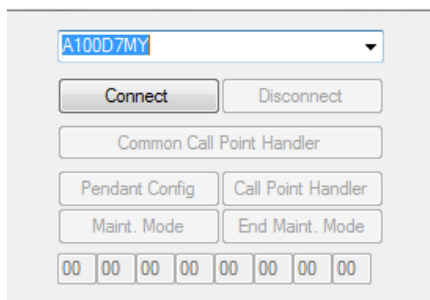 A100D7MY
Connect Disconnect
Common Call Point Handler
Pendant Config Call Point Handler
Maint. Mode End Maint. Mode
00 00 00 00 00 00 00 00